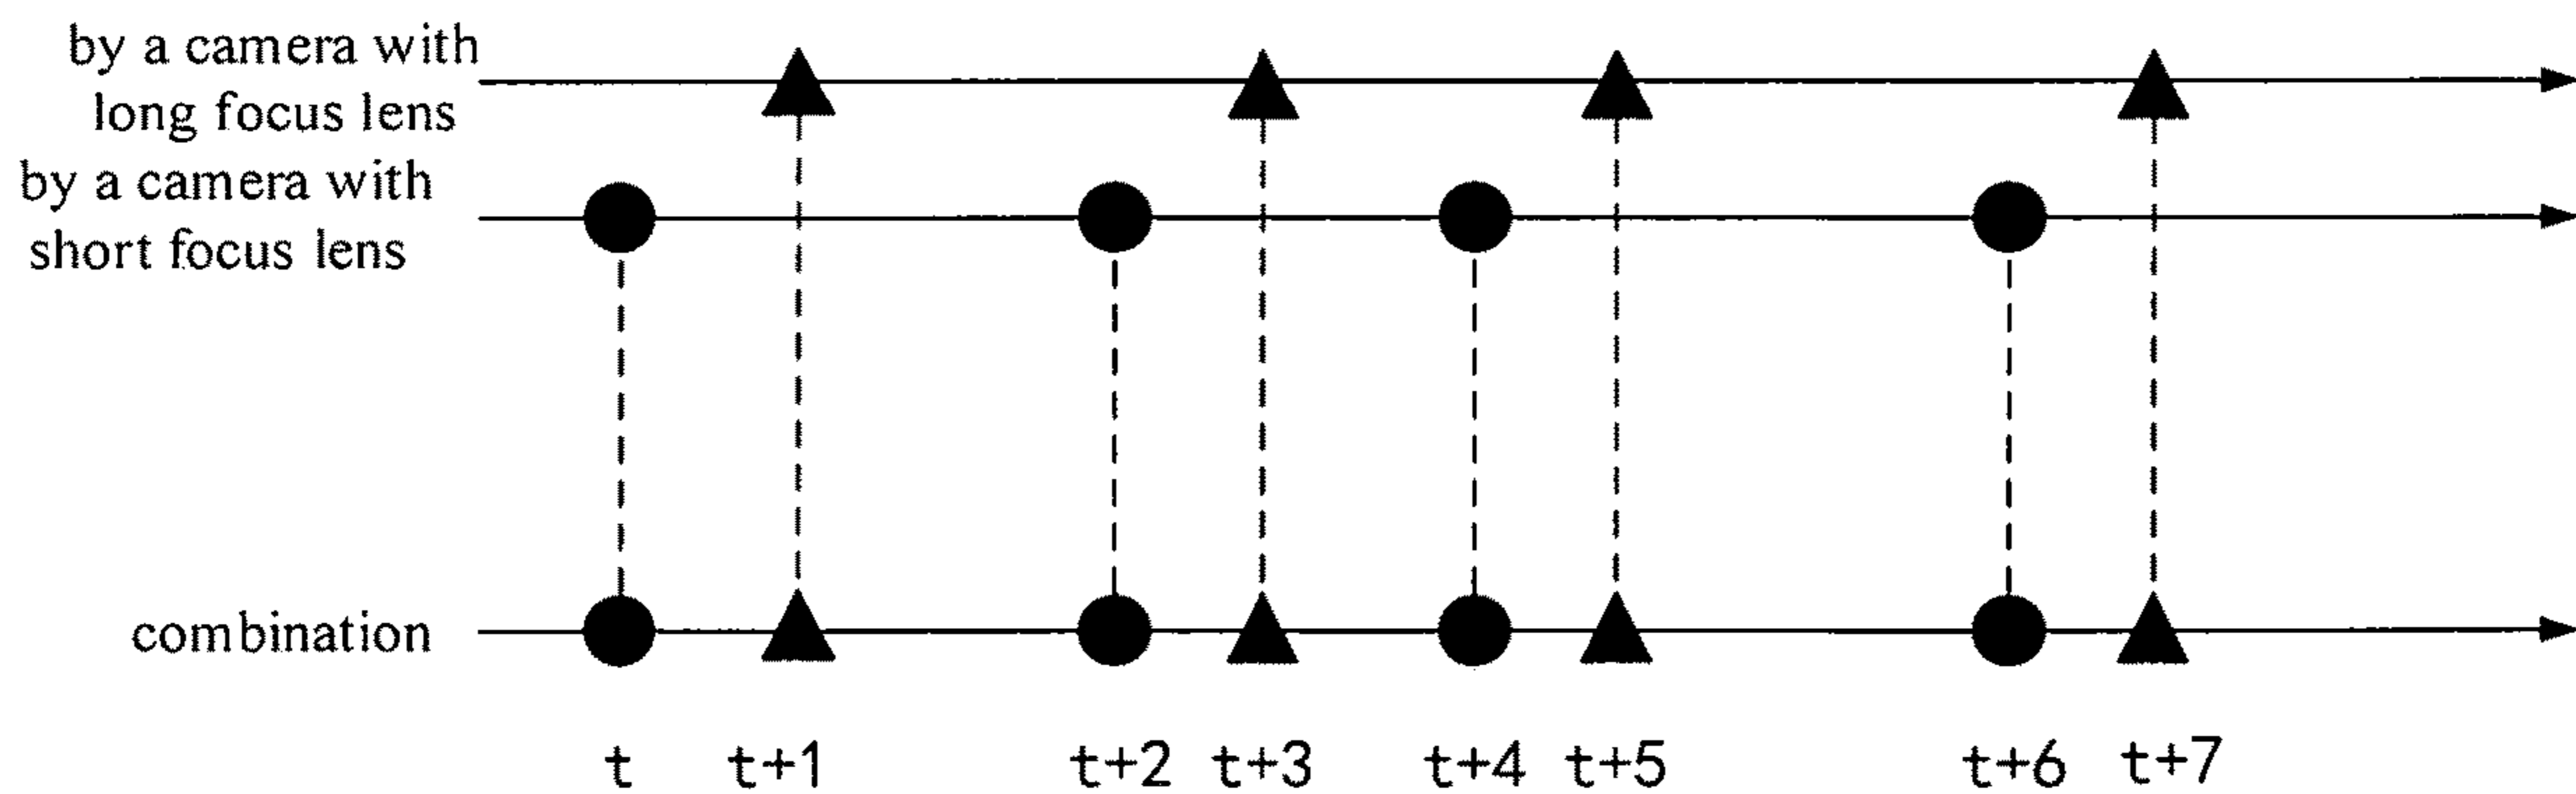 by a camera with
long focus lens
by a camera with
short focus lens
combination
t t+1 t+2 t+3 t+4 t+5 t+6 t+7